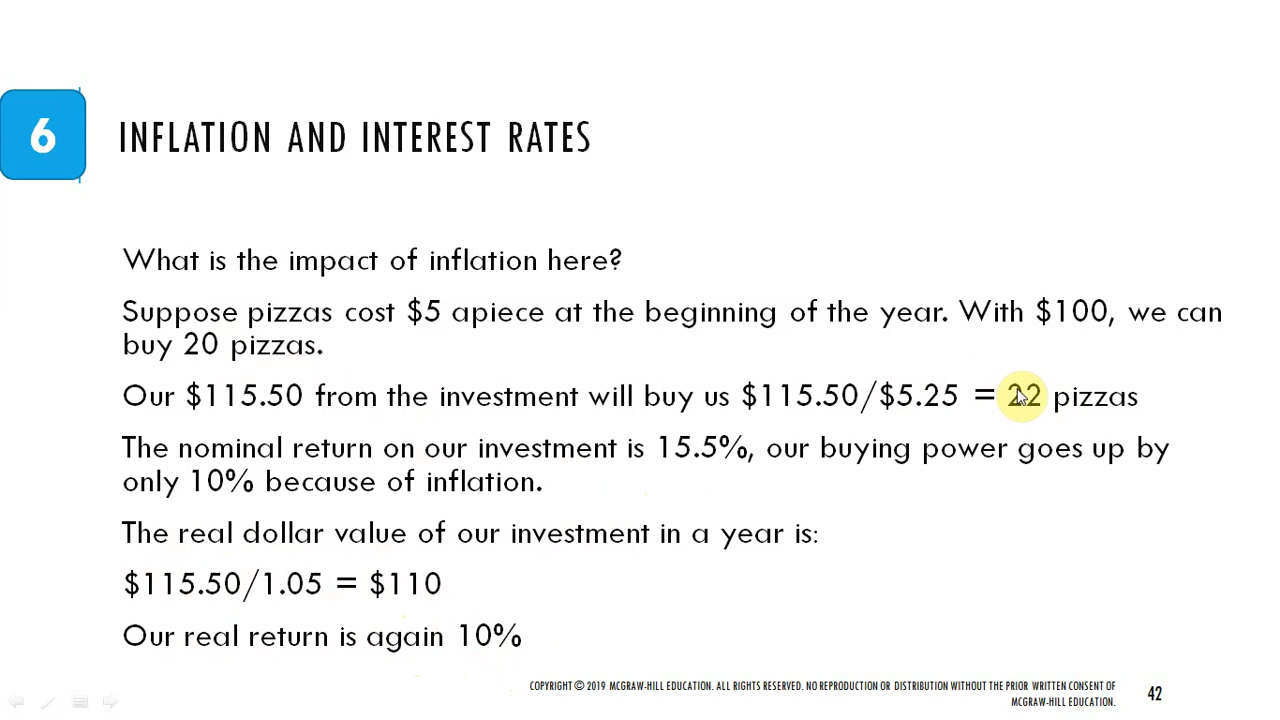 6
INFLATION AND INTEREST RATES
What is the impact of inflation here?
Suppose pizzas cost $5 apiece at the beginning of the year. With $100, we can
buy 20 pizzas.
Our $115.50 from the investment will buy us $115.50/$5.25 = 22 pizzas
The nominal return on our investment is 15.5%, our buying power goes up by
only 10% because of inflation.
The real dollar value of our investment in a year is:
$115.50/1.05 = $110
Our real return is again 10%
COPYRIGHT © 2019 MCGRAW-HILL EDUCATION. ALL RIGHTS RESERVED. NO REPRODUCTION OR DISTRIBUTION WITHOUT THE PRIOR WRITTEN CONSENT OF
MCGRAW-HILL EDUCATION.
42